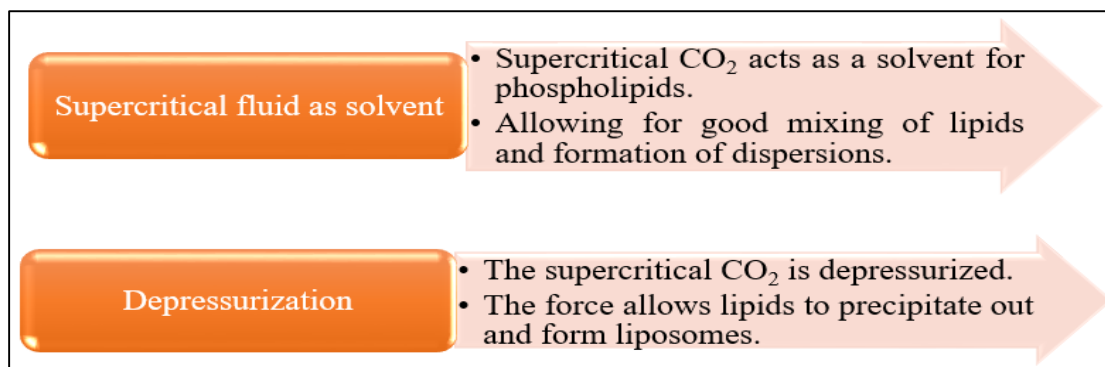 Supercritical fluid as solvent
• Supercritical CO₂ acts as a solvent for
phospholipids.
• Allowing for good mixing of lipids
and formation of dispersions.
Depressurization
• The supercritical CO₂ is depressurized.
• The force allows lipids to precipitate out
and form liposomes.